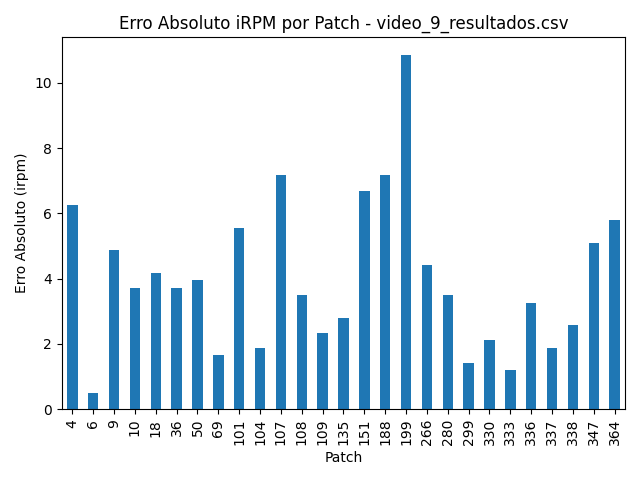 Erro Absoluto iRPM por Patch - video_9_resultados.csv
Erro Absoluto (irpm)
10
8
6
4
2
0
4 6 9 10 18 36 50 69 101 104 107 108 109 135 151 188 199 266 280 299 330 333 336 337 338 347 364
Patch